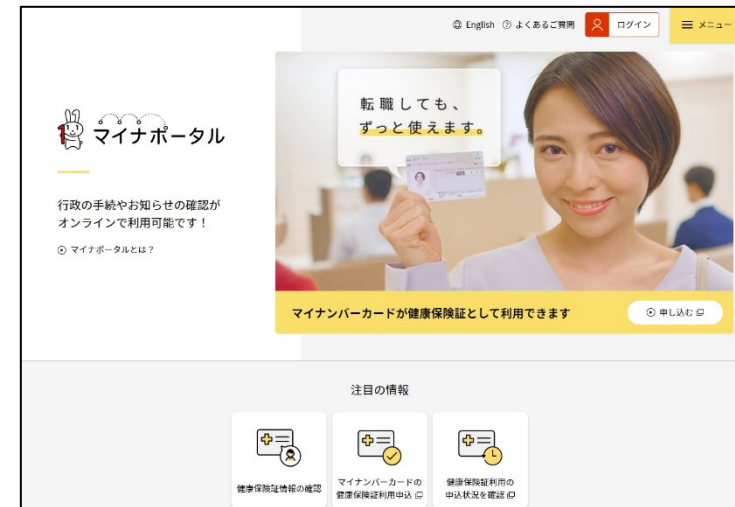 English よくあるご質問 ログイン メニュー
転職しても、
ずっと使えます。
マイナポータル
行政の手続やお知らせの確認が
オンラインで利用可能です!
マイナポータルとは?
マイナンバーカードが健康保険証として利用できます 申し込む
注目の情報
健康保険証情報の確認
マイナンバーカードの
健康保険証利用申込
健康保険証利用の
申込状況を確認